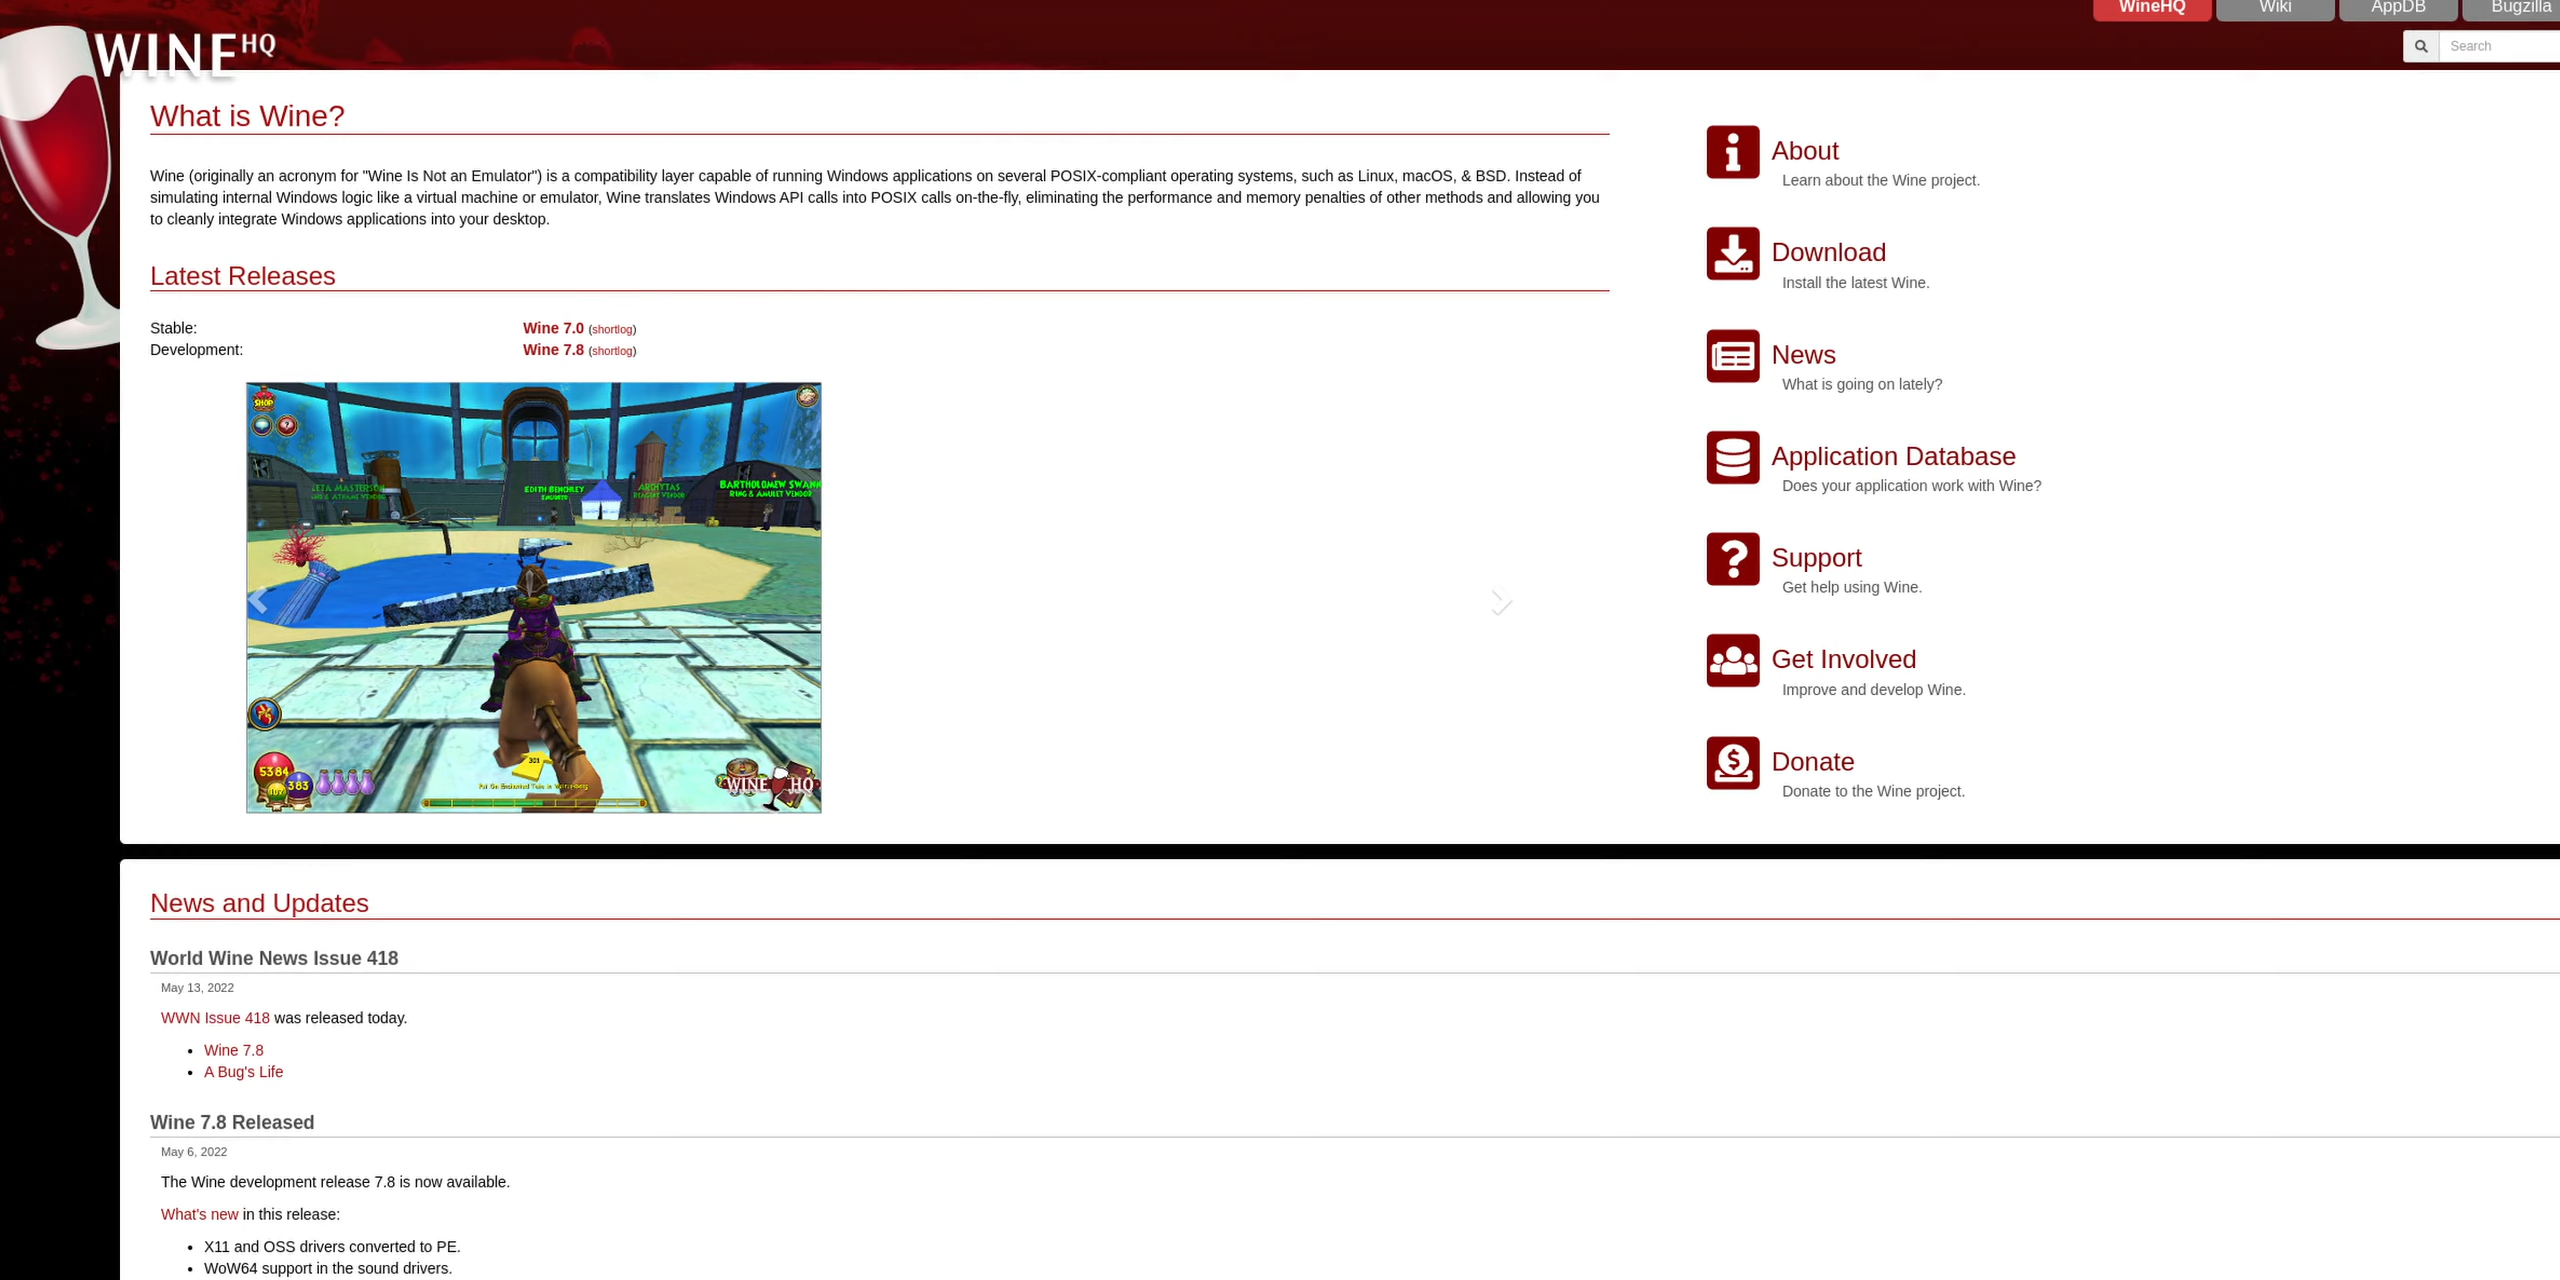 WineHQ
Wiki
AppDB
Bugzilla
WINE HQ
Search
What is Wine?
Wine (originally an acronym for "Wine Is Not an Emulator") is a compatibility layer capable of running Windows applications on several POSIX-compliant operating systems, such as Linux, macOS, & BSD. Instead of
simulating internal Windows logic like a virtual machine or emulator, Wine translates Windows API calls into POSIX calls on-the-fly, eliminating the performance and memory penalties of other methods and allowing you
to cleanly integrate Windows applications into your desktop.
Latest Releases
Stable: Wine 7.0 (shortlog)
Development: Wine 7.8 (shortlog)
SHOP
EDITH BENCHLEY
ARCHYTAS
REAGENT VENDOR
BARTHOLOMEW SWANN
RING & AMULET VENDOR
5384
383
WINE HQ
About
Learn about the Wine project.
Download
Install the latest Wine.
News
What is going on lately?
Application Database
Does your application work with Wine?
Support
Get help using Wine.
Get Involved
Improve and develop Wine.
Donate
Donate to the Wine project.
News and Updates
World Wine News Issue 418
May 13, 2022
WWN Issue 418 was released today.
• Wine 7.8
• A Bug's Life
Wine 7.8 Released
May 6, 2022
The Wine development release 7.8 is now available.
What's new in this release:
• X11 and OSS drivers converted to PE.
• WoW64 support in the sound drivers.